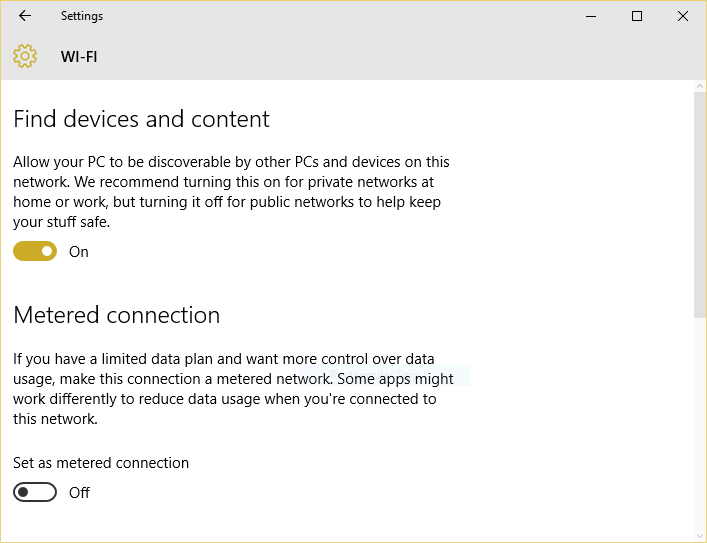 Settings
WI-FI
Find devices and content
Allow your PC to be discoverable by other PCs and devices on this
network. We recommend turning this on for private networks at
home or work, but turning it off for public networks to help keep
your stuff safe.
On
Metered connection
If you have a limited data plan and want more control over data
usage, make this connection a metered network. Some apps might
work differently to reduce data usage when you're connected to
this network.
Set as metered connection
Off